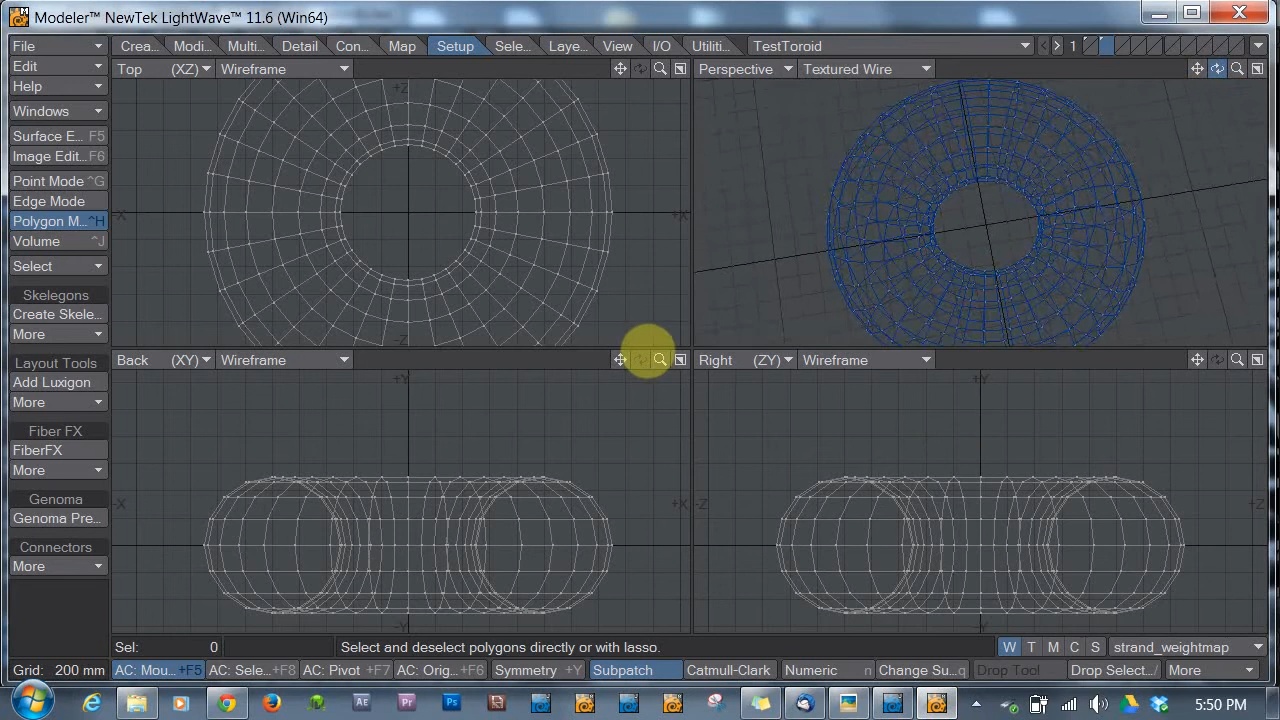 Modeler™ NewTek LightWave™ 11.6 (Win64)
File Crea... Modi... Multi... Detail Con... Map Setup Sele... Laye... View I/O Utiliti... TestToroid 1
Edit
Help
Windows
Surface E... F5
Image Edit... F6
Point Mode ^G
Edge Mode
Polygon M... ^H
Volume ^J
Select
Skelegons
Create Skele...
More
Layout Tools
Add Luxigon
More
Fiber FX
FiberFX
More
Genoma
Genoma Pre...
Connectors
More
Top (XZ) Wireframe
+Z
-X
+X
-Z
Perspective Textured Wire
Back (XY) Wireframe
+Y
-X
+X
-Y
Right (ZY) Wireframe
+Y
-Z
+Z
-Y
Sel: 0 Select and deselect polygons directly or with lasso. W T M C S strand_weightmap
Grid: 200 mm AC: Mou... +F5 AC: Sele... +F8 AC: Pivot +F7 AC: Orig... +F6 Symmetry +Y Subpatch Catmull-Clark Numeric n Change Su... q Drop Tool Drop Select... / More
Ae Pr Ps 5:50 PM